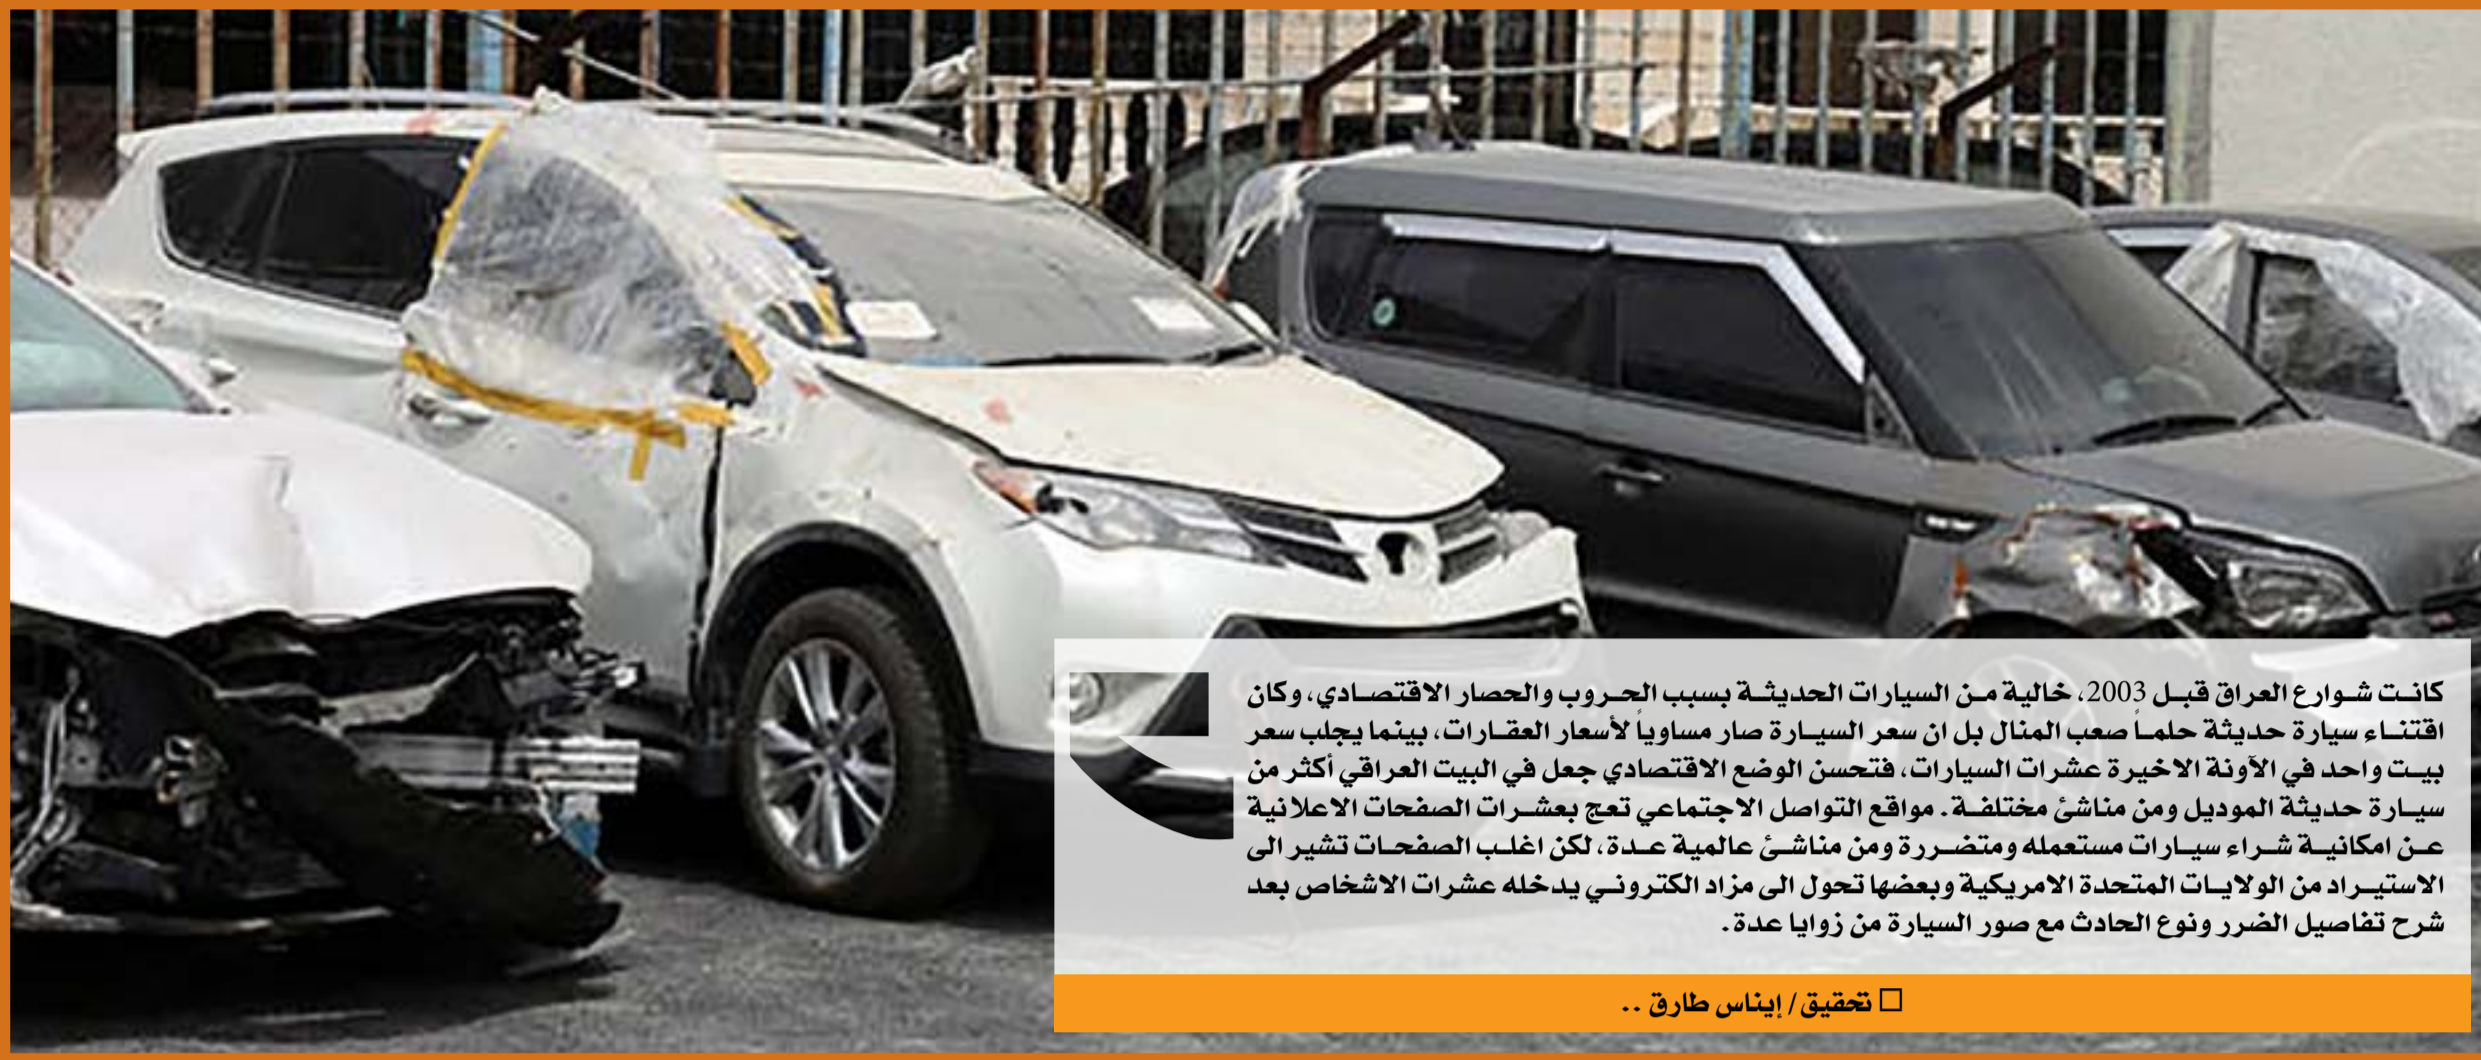 كانت شوارع العراق قبل 2003، خالية من السيارات الحديثة بسبب الحروب والحصار الاقتصادي، وكان
اقتناء سيارة حديثة حلماً صعب المنال بل ان سعر السيارة صار مساوياً لأسعار العقارات، بينما يجلب سعر
بيت واحد في الآونة الاخيرة عشرات السيارات، فتحسن الوضع الاقتصادي جعل في البيت العراقي أكثر من
سيارة حديثة الموديل ومن مناشئ مختلفة. مواقع التواصل الاجتماعي تعج بعشرات الصفحات الاعلانية
عن امكانية شراء سيارات مستعمله ومتضررة ومن مناشئ عالمية عدة، لكن اغلب الصفحات تشير الى
الاستيراد من الولايات المتحدة الامريكية وبعضها تحول الى مزاد الكتروني يدخله عشرات الاشخاص بعد
شرح تفاصيل الضرر ونوع الحادث مع صور السيارة من زوايا عدة.
□ تحقيق/ إيناس طارق ..